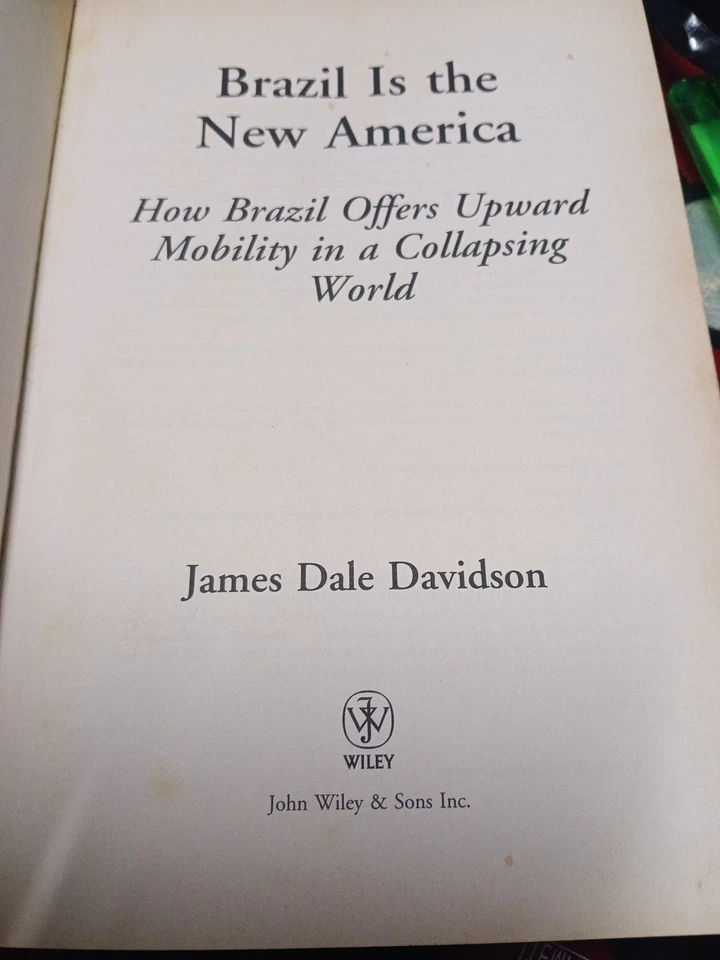 Brazil Is the
New America
How Brazil Offers Upward
Mobility in a Collapsing
World
James Dale Davidson
WILEY
John Wiley & Sons Inc.